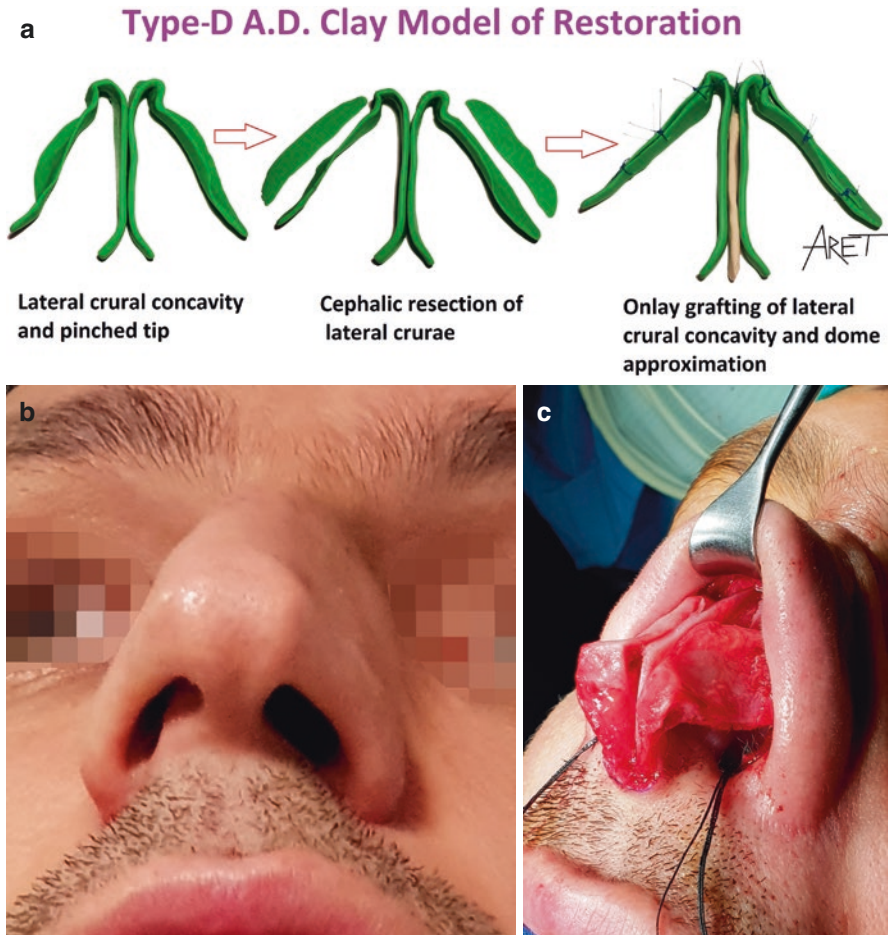 a
Type-D A.D. Clay Model of Restoration
Lateral crural concavity
and pinched tip
Cephalic resection of
lateral crurae
ARET
Onlay grafting of lateral
crural concavity and dome
approximation
b
c